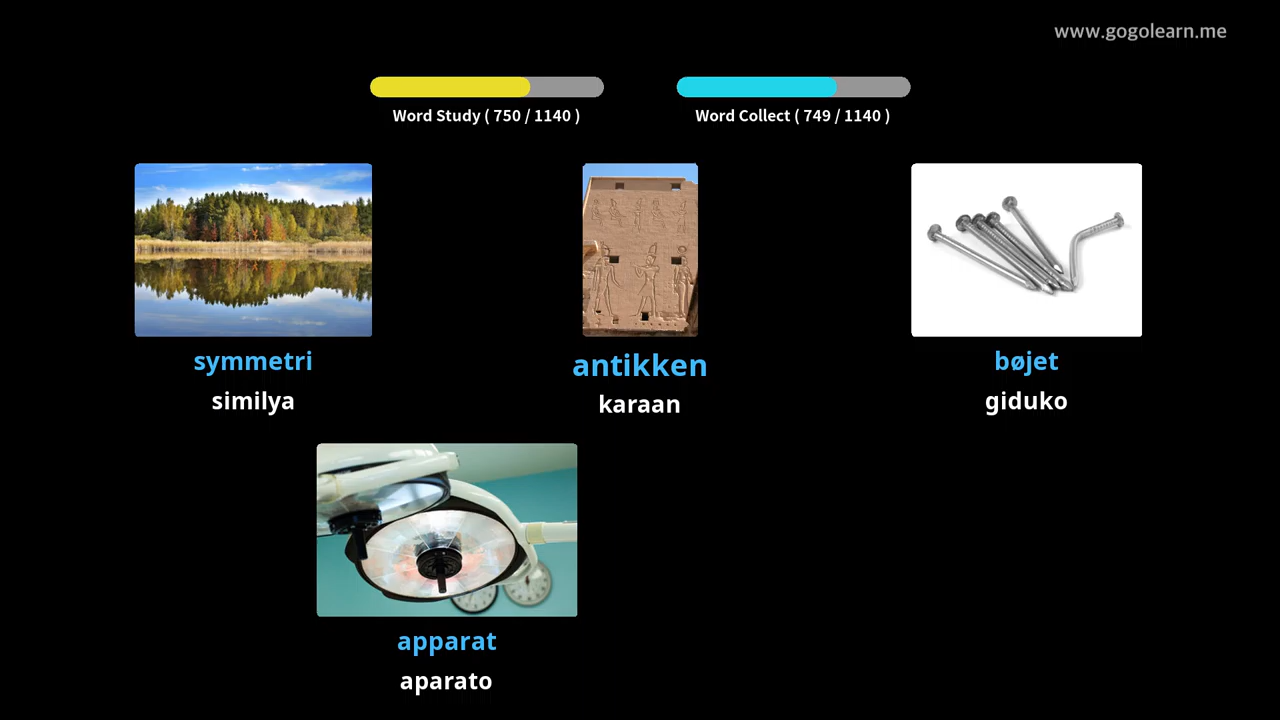 www.gogolearn.me
Word Study ( 750 / 1140 )
Word Collect ( 749 / 1140 )
symmetri
similya
antikken
karaan
bøjet
giduko
apparat
aparato